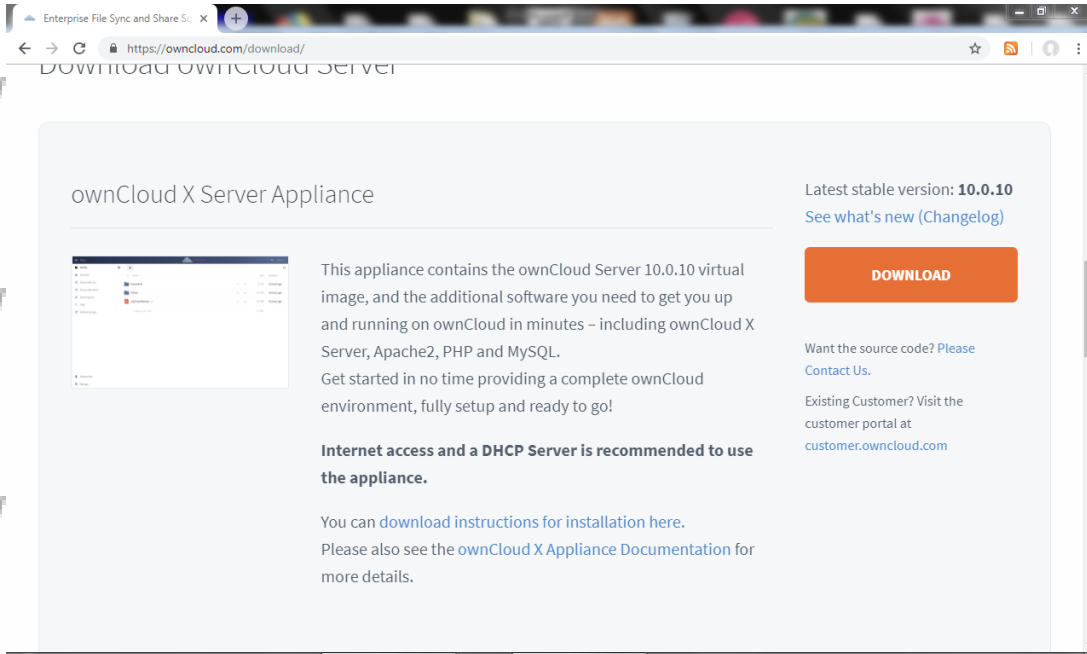 Enterprise File Sync and Share So
https://owncloud.com/download/
Download ownCloud Server
ownCloud X Server Appliance
This appliance contains the ownCloud Server 10.0.10 virtual
image, and the additional software you need to get you up
and running on ownCloud in minutes – including ownCloud X
Server, Apache2, PHP and MySQL.
Get started in no time providing a complete ownCloud
environment, fully setup and ready to go!
Internet access and a DHCP Server is recommended to use
the appliance.
You can download instructions for installation here.
Please also see the ownCloud X Appliance Documentation for
more details.
Latest stable version: 10.0.10
See what's new (Changelog)
DOWNLOAD
Want the source code? Please
Contact Us.
Existing Customer? Visit the
customer portal at
customer.owncloud.com